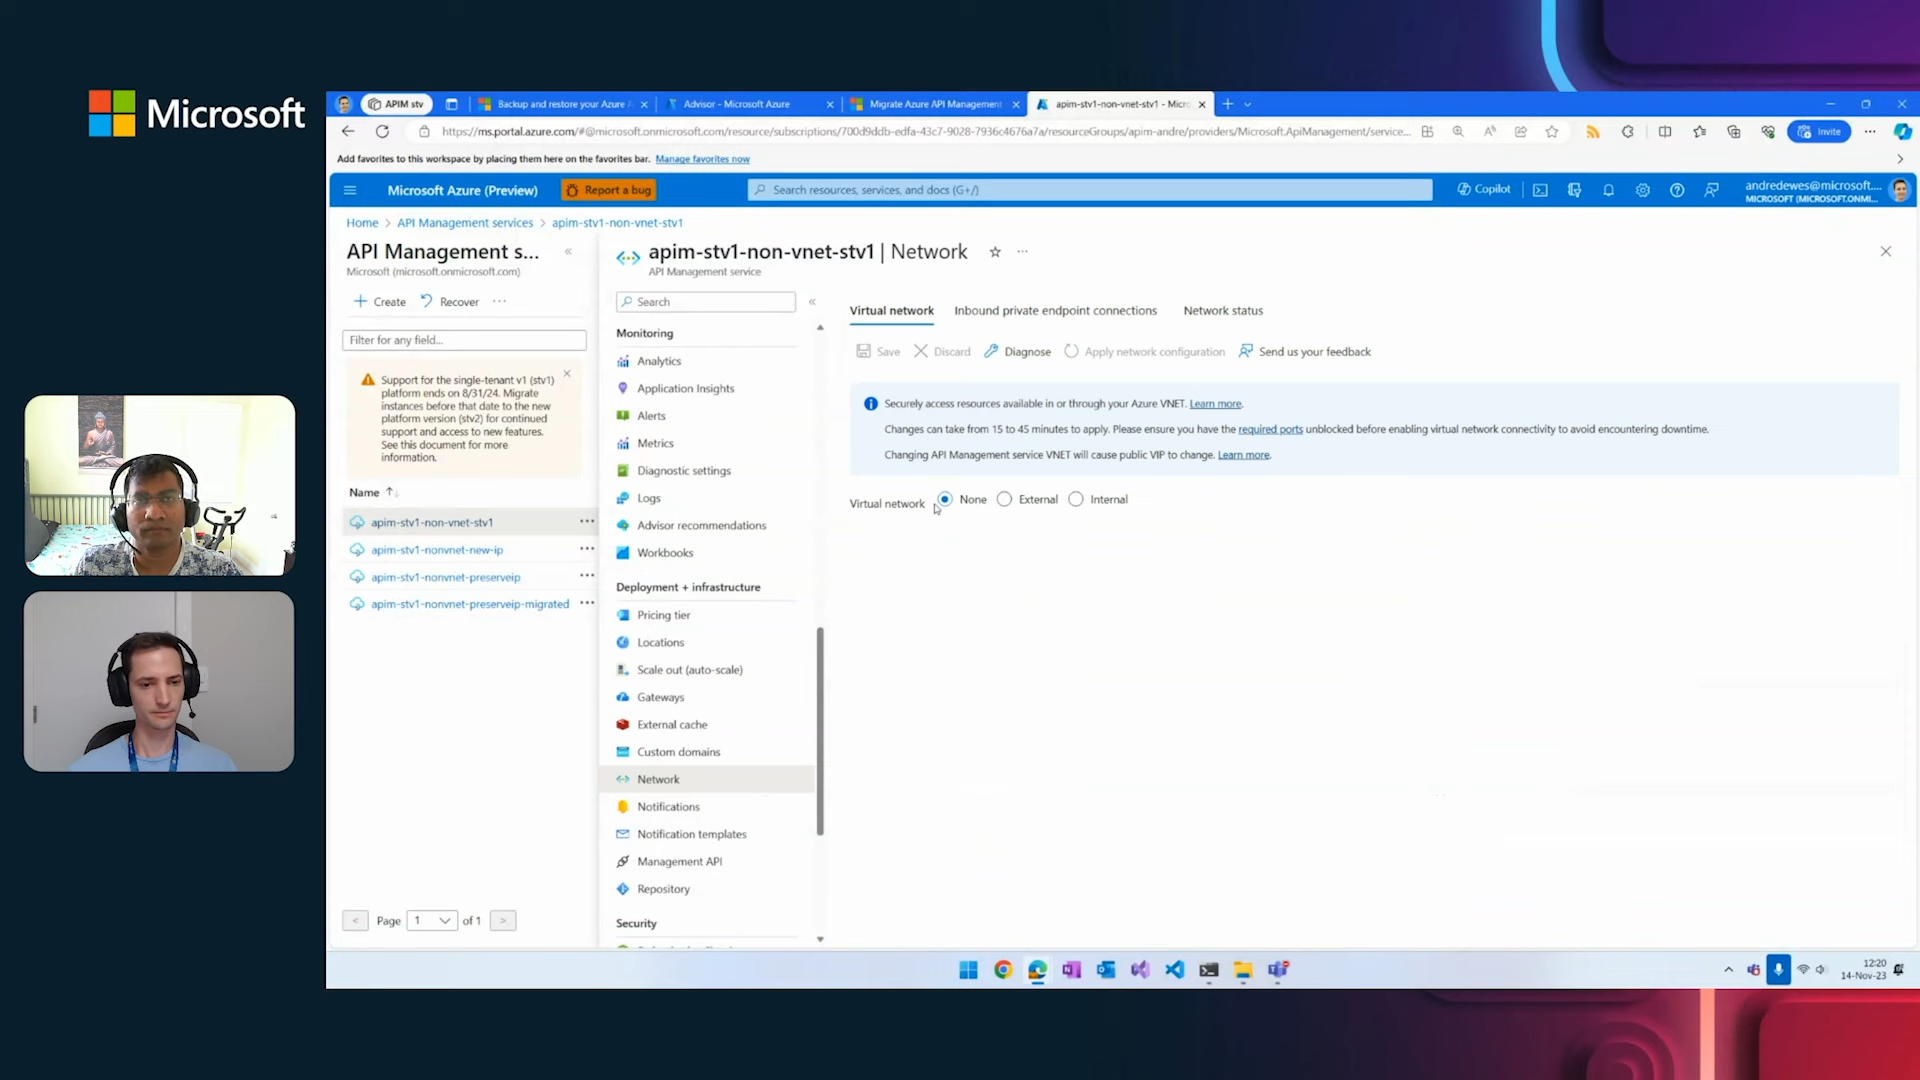 Microsoft
APIM stv
Backup and restore your Azure A
Advisor - Microsoft Azure
Migrate Azure API Management
apim-stv1-non-vnet-stv1 - Micro
https://ms.portal.azure.com/#@microsoft.onmicrosoft.com/resource/subscriptions/700d9ddb-edfa-43c7-9028-7936c4676a7a/resourceGroups/apim-andre/providers/Microsoft.ApiManagement/service...
Invite
Add favorites to this workspace by placing them here on the favorites bar. Manage favorites now
Microsoft Azure (Preview)
Report a bug
Search resources, services, and docs (G+/)
Copilot
andredewes@microsoft....
MICROSOFT (MICROSOFT.ONMI...
Home > API Management services > apim-stv1-non-vnet-stv1
API Management s...
Microsoft (microsoft.onmicrosoft.com)
Create
Recover
Filter for any field...
Support for the single-tenant v1 (stv1)
platform ends on 8/31/24. Migrate
instances before that date to the new
platform version (stv2) for continued
support and access to new features.
See this document for more
information.
Name
apim-stv1-non-vnet-stv1
apim-stv1-nonvnet-new-ip
apim-stv1-nonvnet-preserveip
apim-stv1-nonvnet-preserveip-migrated
< Page 1 of 1 >
apim-stv1-non-vnet-stv1 | Network
API Management service
Search
Monitoring
Analytics
Application Insights
Alerts
Metrics
Diagnostic settings
Logs
Advisor recommendations
Workbooks
Deployment + infrastructure
Pricing tier
Locations
Scale out (auto-scale)
Gateways
External cache
Custom domains
Network
Notifications
Notification templates
Management API
Repository
Security
Virtual network
Inbound private endpoint connections
Network status
Save
Discard
Diagnose
Apply network configuration
Send us your feedback
Securely access resources available in or through your Azure VNET. Learn more.
Changes can take from 15 to 45 minutes to apply. Please ensure you have the required ports unblocked before enabling virtual network connectivity to avoid encountering downtime.
Changing API Management service VNET will cause public VIP to change. Learn more.
Virtual network
None
External
Internal
12:20
14-Nov-23